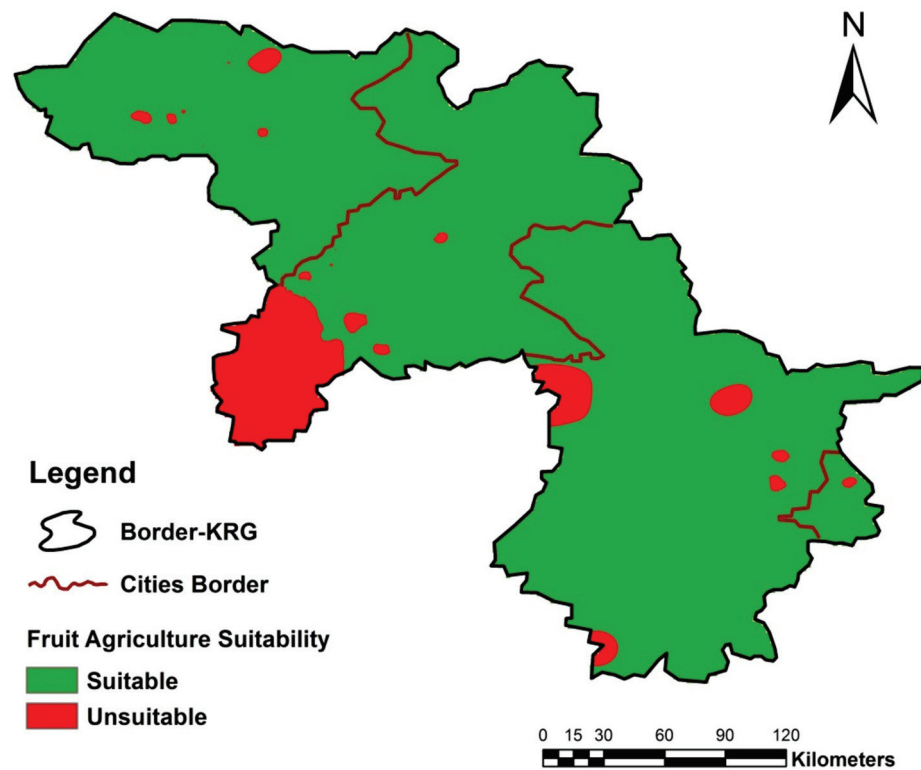 N
Legend
Border-KRG
Cities Border
Fruit Agriculture Suitability
Suitable
Unsuitable
0 15 30 60 90 120
Kilometers